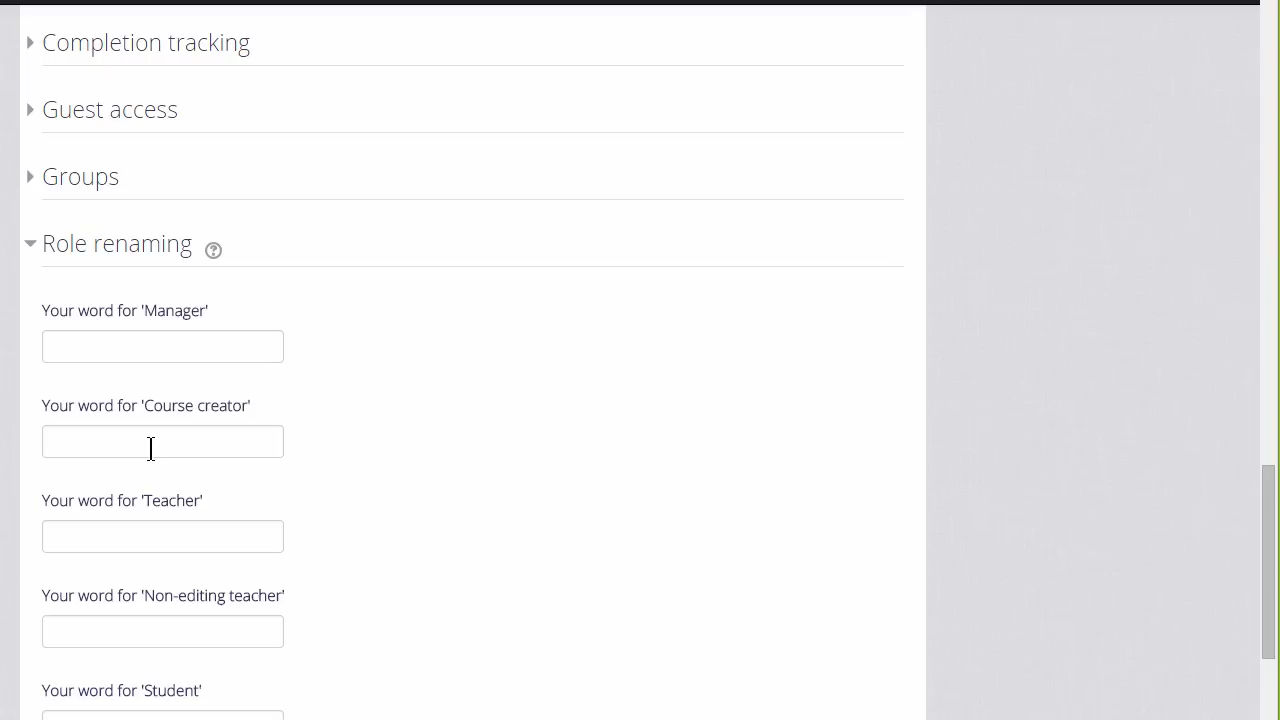 Completion tracking
Guest access
Groups
Role renaming ?
Your word for 'Manager'
Your word for 'Course creator'
Your word for 'Teacher'
Your word for 'Non-editing teacher'
Your word for 'Student'